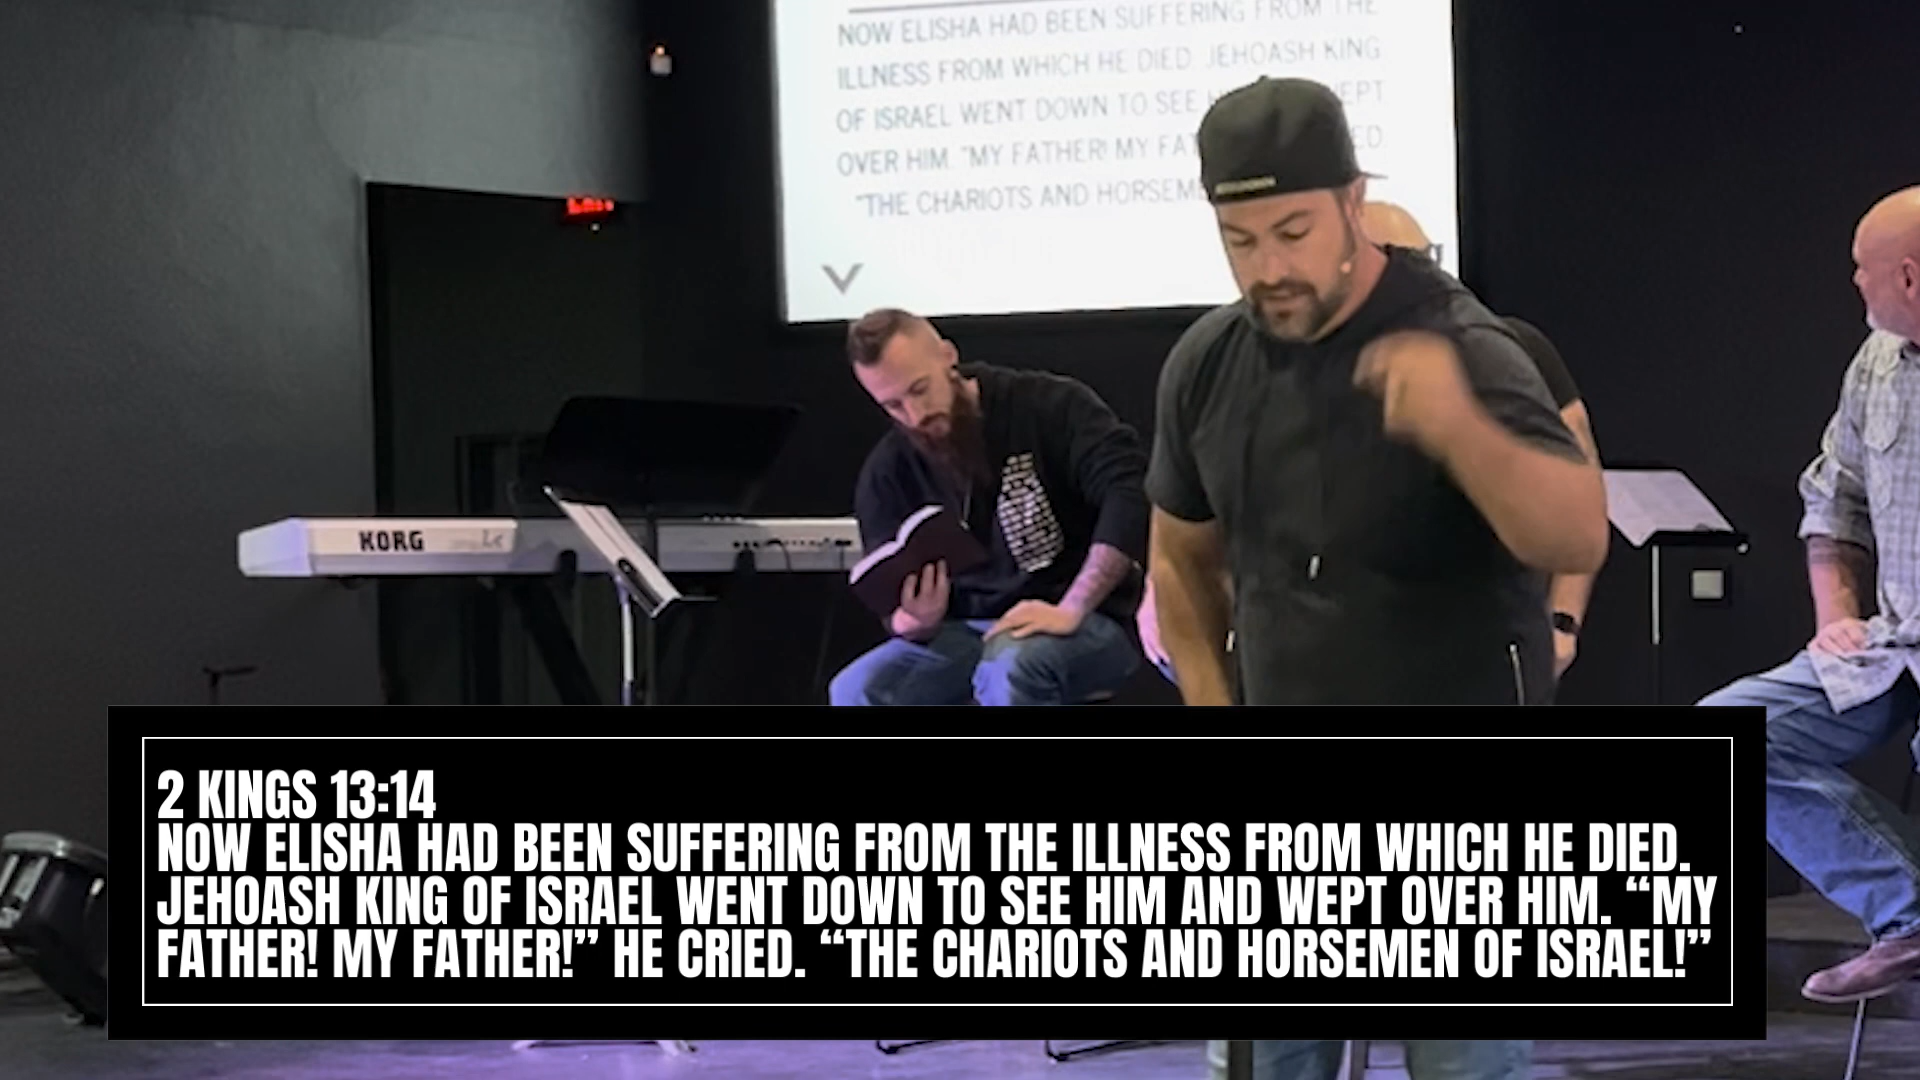 NOW ELISHA HAD BEEN SUFFERING FROM THE
ILLNESS FROM WHICH HE DIED. JEHOASH KING
OF ISRAEL WENT DOWN TO SEE
OVER HIM. "MY FATHER! MY
"THE CHARIOTS AND
KORG
2 KINGS 13:14
NOW ELISHA HAD BEEN SUFFERING FROM THE ILLNESS FROM WHICH HE DIED.
JEHOASH KING OF ISRAEL WENT DOWN TO SEE HIM AND WEPT OVER HIM. “MY
FATHER! MY FATHER!” HE CRIED. “THE CHARIOTS AND HORSEMEN OF ISRAEL!”